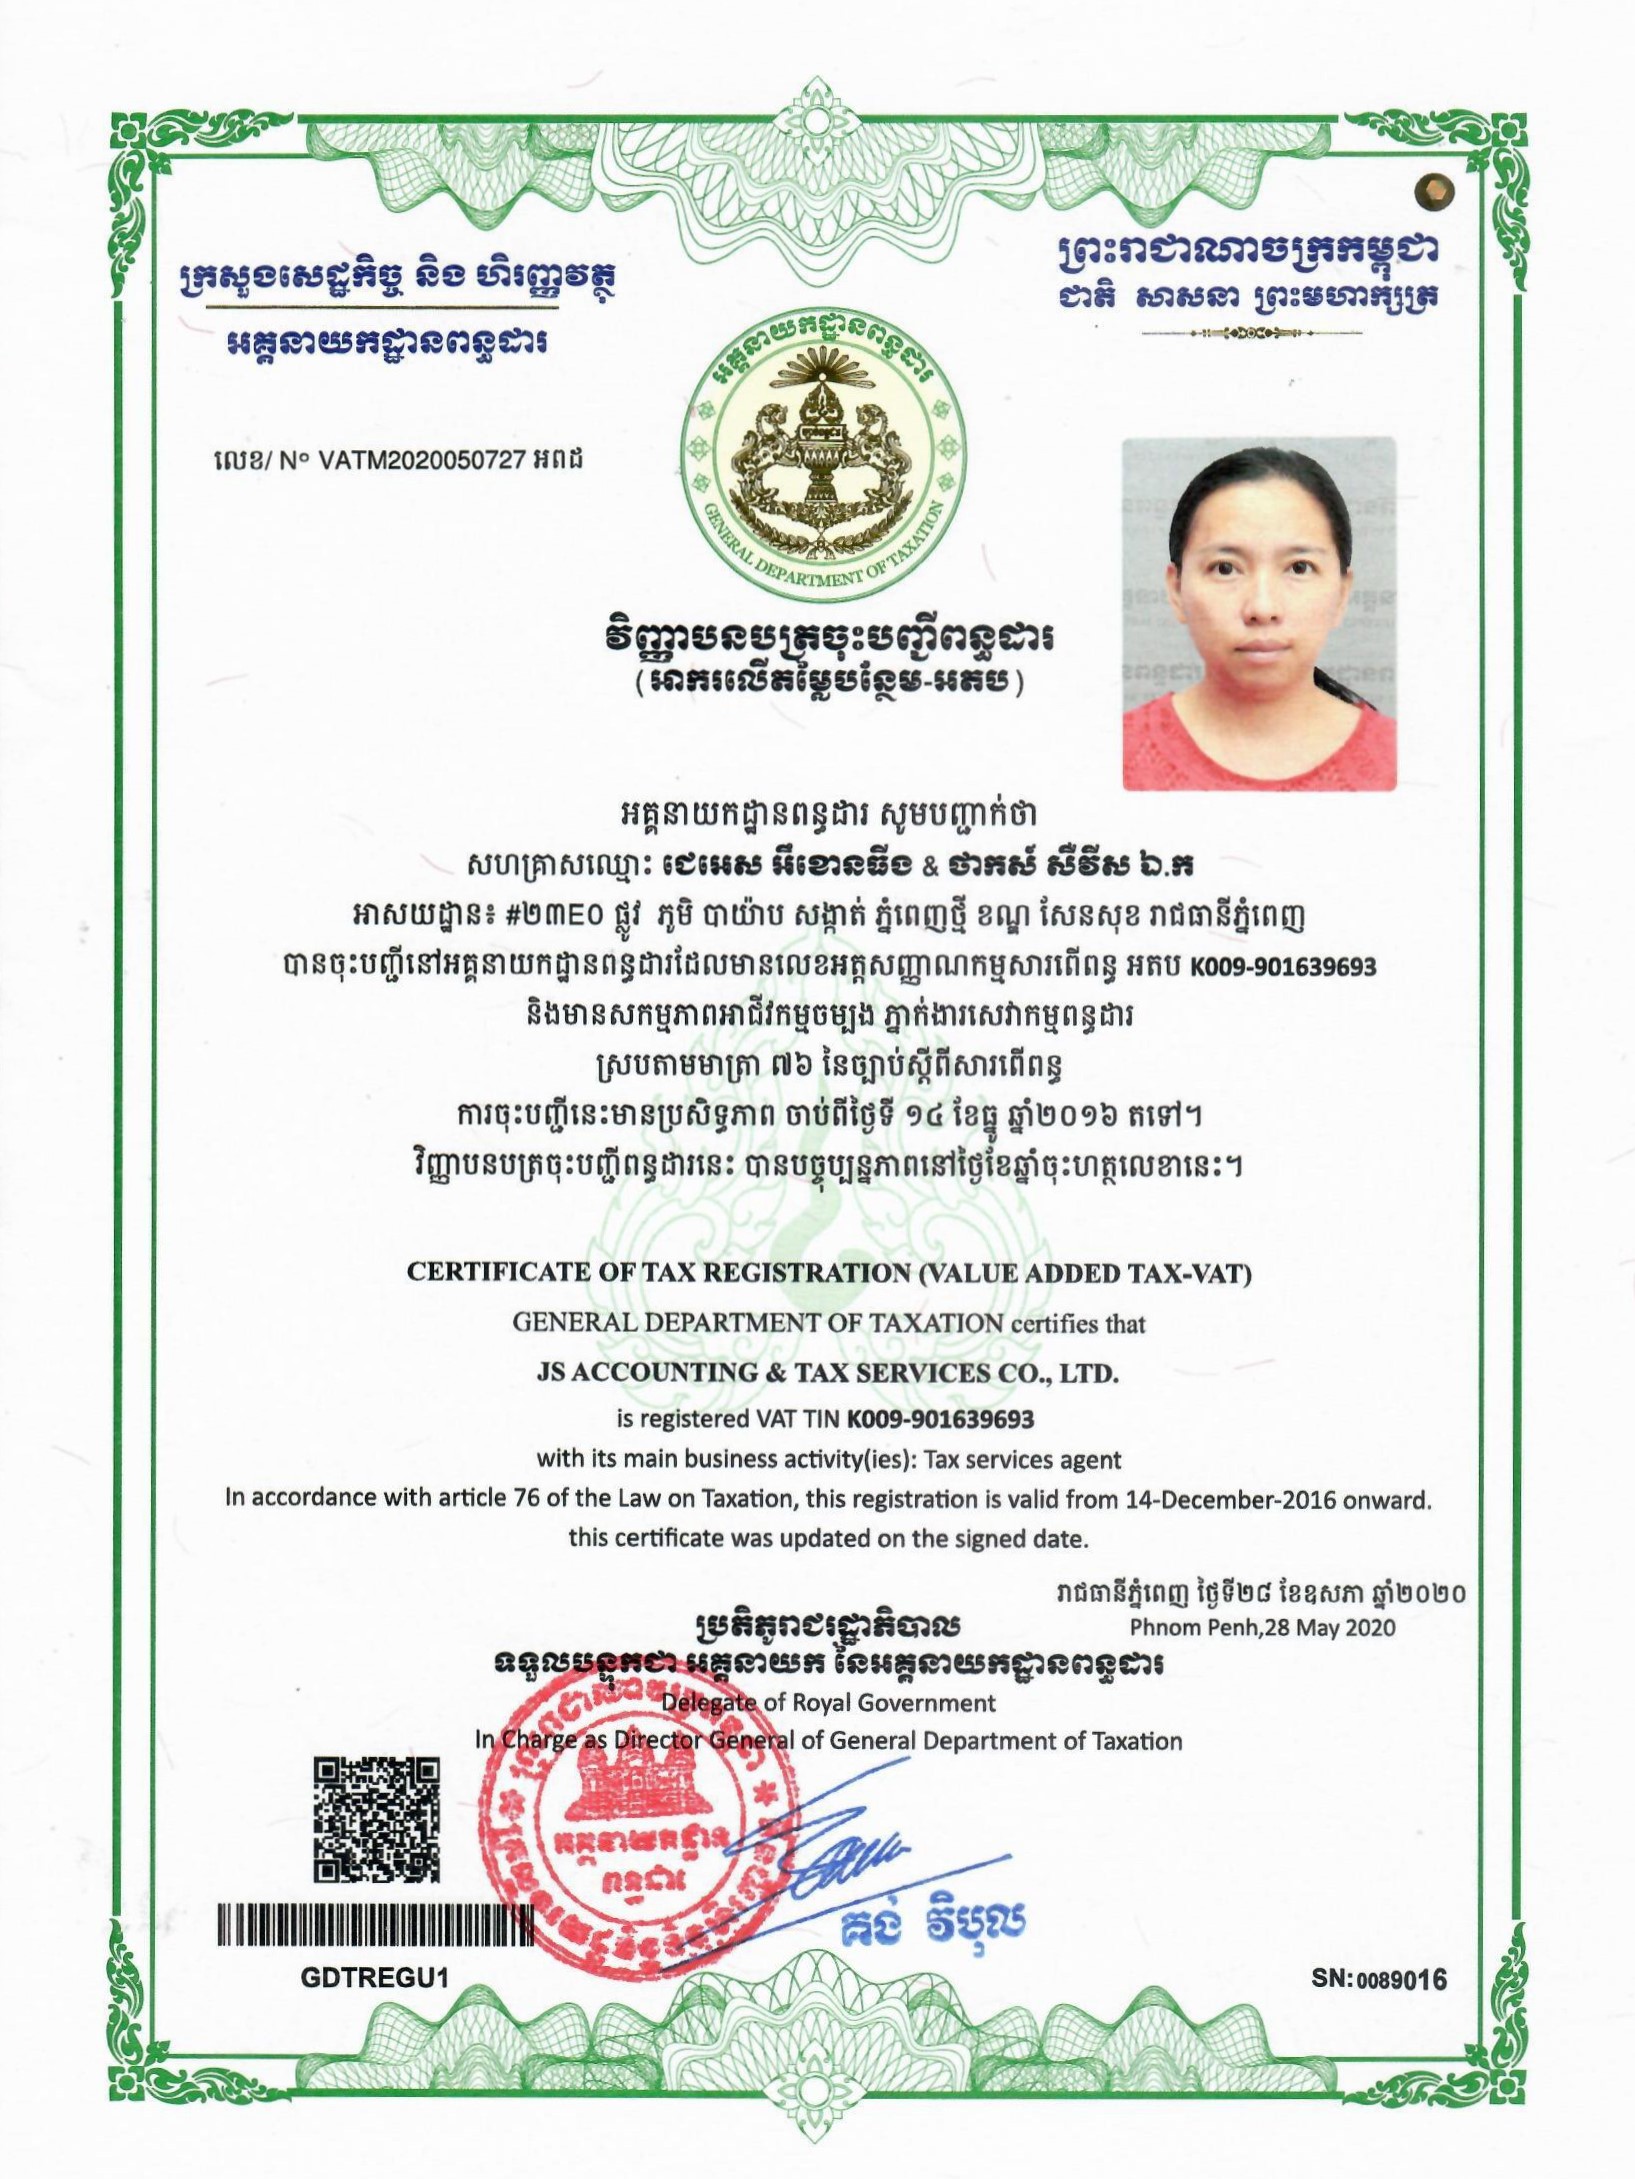 ព្រះរាជាណាចក្រកម្ពុជា
ជាតិ សាសនា ព្រះមហាក្សត្រ
ក្រសួងសេដ្ឋកិច្ច និង ហិរញ្ញវត្ថុ
អគ្គនាយកដ្ឋានពន្ធដារ
លេខ/ N° VATM2020050727 អពដ
អគ្គនាយកដ្ឋានពន្ធដារ
GENERAL DEPARTMENT OF TAXATION
វិញ្ញាបនបត្រចុះបញ្ជីពន្ធដារ
(អាករលើតម្លៃបន្ថែម-អតប)
អគ្គនាយកដ្ឋានពន្ធដារ សូមបញ្ជាក់ថា
សហគ្រាសឈ្មោះ ជេអេស អឹខោនធីង & ថាកស៍ សឺវីស ឯ.ក
អាសយដ្ឋាន៖ #២៣E០ ផ្លូវ ភូមិ បាយ៉ាប សង្កាត់ ភ្នំពេញថ្មី ខណ្ឌ សែនសុខ រាជធានីភ្នំពេញ
បានចុះបញ្ជីនៅអគ្គនាយកដ្ឋានពន្ធដារដែលមានលេខអត្តសញ្ញាណកម្មសារពើពន្ធ អតប K009-901639693
និងមានសកម្មភាពអាជីវកម្មចម្បង ភ្នាក់ងារសេវាកម្មពន្ធដារ
ស្របតាមមាត្រា ៧៦ នៃច្បាប់ស្តីពីសារពើពន្ធ
ការចុះបញ្ជីនេះមានប្រសិទ្ធភាព ចាប់ពីថ្ងៃទី ១៤ ខែធ្នូ ឆ្នាំ២០១៦ តទៅ។
វិញ្ញាបនបត្រចុះបញ្ជីពន្ធដារនេះ បានបច្ចុប្បន្នភាពនៅថ្ងៃខែឆ្នាំចុះហត្ថលេខានេះ។
CERTIFICATE OF TAX REGISTRATION (VALUE ADDED TAX-VAT)
GENERAL DEPARTMENT OF TAXATION certifies that
JS ACCOUNTING & TAX SERVICES CO., LTD.
is registered VAT TIN K009-901639693
with its main business activity(ies): Tax services agent
In accordance with article 76 of the Law on Taxation, this registration is valid from 14-December-2016 onward.
this certificate was updated on the signed date.
រាជធានីភ្នំពេញ ថ្ងៃទី២៨ ខែឧសភា ឆ្នាំ២០២០
Phnom Penh,28 May 2020
ប្រតិភូរាជរដ្ឋាភិបាល
ទទួលបន្ទុកជា អគ្គនាយក នៃអគ្គនាយកដ្ឋានពន្ធដារ
Delegate of Royal Government
In Charge as Director General of General Department of Taxation
អគ្គនាយកដ្ឋាន
ពន្ធដារ
គង់ វិបុល
GDTREGU1
SN:0089016